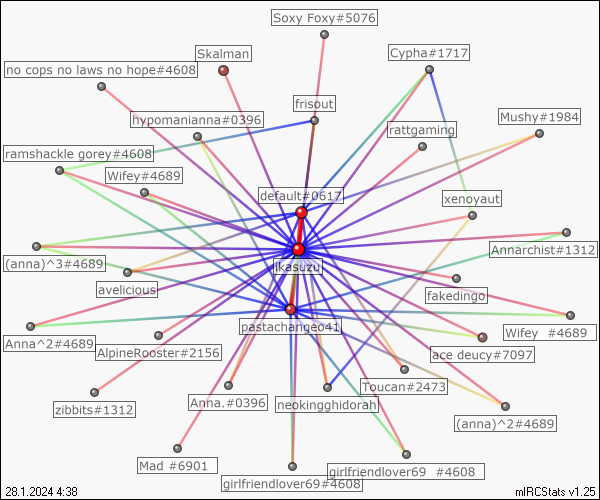 Soxy Foxy#5076
Skalman
Cypha#1717
no cops no laws no hope#4608
frisout
hypomanianna#0396
Mushy#1984
rattgaming
ramshackle gorey#4608
Wifey#4689
default#0617
xenoyaut
jkasuzu
Annarchist#1312
(anna)^3#4689
avelicious
fakedingo
pastachangeo41
Wifey  #4689
Anna^2#4689
AlpineRooster#2156
ace deucy#7097
Toucan#2473
zibbits#1312
Anna.#0396
neokingghidorah
(anna)^2#4689
Mad #6901
girlfriendlover69  #4608
girlfriendlover69#4608
28.1.2024 4:38
mIRCStats v1.25